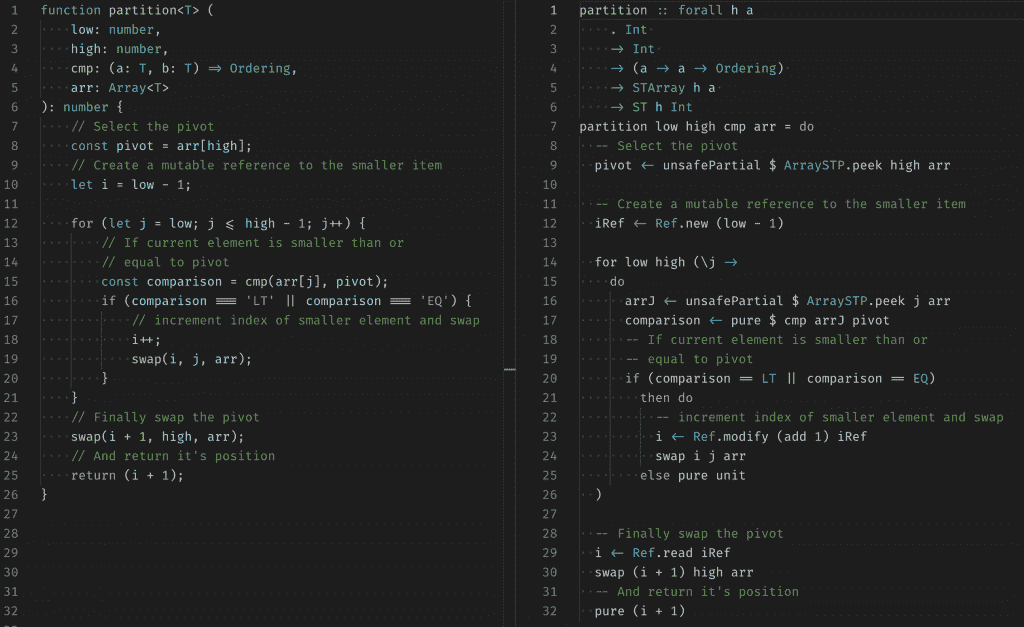 1 function partition<T> (
2 low: number,
3 high: number,
4 cmp: (a: T, b: T) ⇒ Ordering,
5 arr: Array<T>
6 ): number {
7 // Select the pivot
8 const pivot = arr[high];
9 // Create a mutable reference to the smaller item
10 let i = low - 1;
11
12 for (let j = low; j ⩽ high - 1; j++) {
13 // If current element is smaller than or
14 // equal to pivot
15 const comparison = cmp(arr[j], pivot);
16 if (comparison === 'LT' || comparison === 'EQ') {
17 // increment index of smaller element and swap
18 i++;
19 swap(i, j, arr);
20 }
21 }
22 // Finally swap the pivot
23 swap(i + 1, high, arr);
24 // And return it's position
25 return (i + 1);
26 }
27
28
29
30
31
32
1 partition :: forall h a
2 . Int
3 → Int
4 → (a → a → Ordering)
5 → STArray h a
6 → ST h Int
7 partition low high cmp arr = do
8 -- Select the pivot
9 pivot ← unsafePartial $ ArraySTP.peek high arr
10
11 -- Create a mutable reference to the smaller item
12 iRef ← Ref.new (low - 1)
13
14 for low high (\j →
15 do
16 arrJ ← unsafePartial $ ArraySTP.peek j arr
17 comparison ← pure $ cmp arrJ pivot
18 -- If current element is smaller than or
19 -- equal to pivot
20 if (comparison == LT || comparison == EQ)
21 then do
22 -- increment index of smaller element and swap
23 i ← Ref.modify (add 1) iRef
24 swap i j arr
25 else pure unit
26 )
27
28 -- Finally swap the pivot
29 i ← Ref.read iRef
30 swap (i + 1) high arr
31 -- And return it's position
32 pure (i + 1)